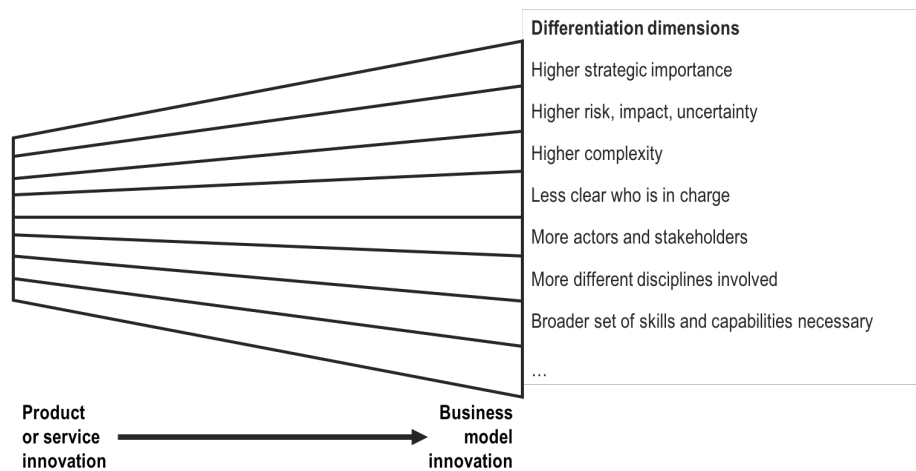 Differentiation dimensions
Higher strategic importance
Higher risk, impact, uncertainty
Higher complexity
Less clear who is in charge
More actors and stakeholders
More different disciplines involved
Broader set of skills and capabilities necessary
…
Product
or service
innovation
Business
model
innovation